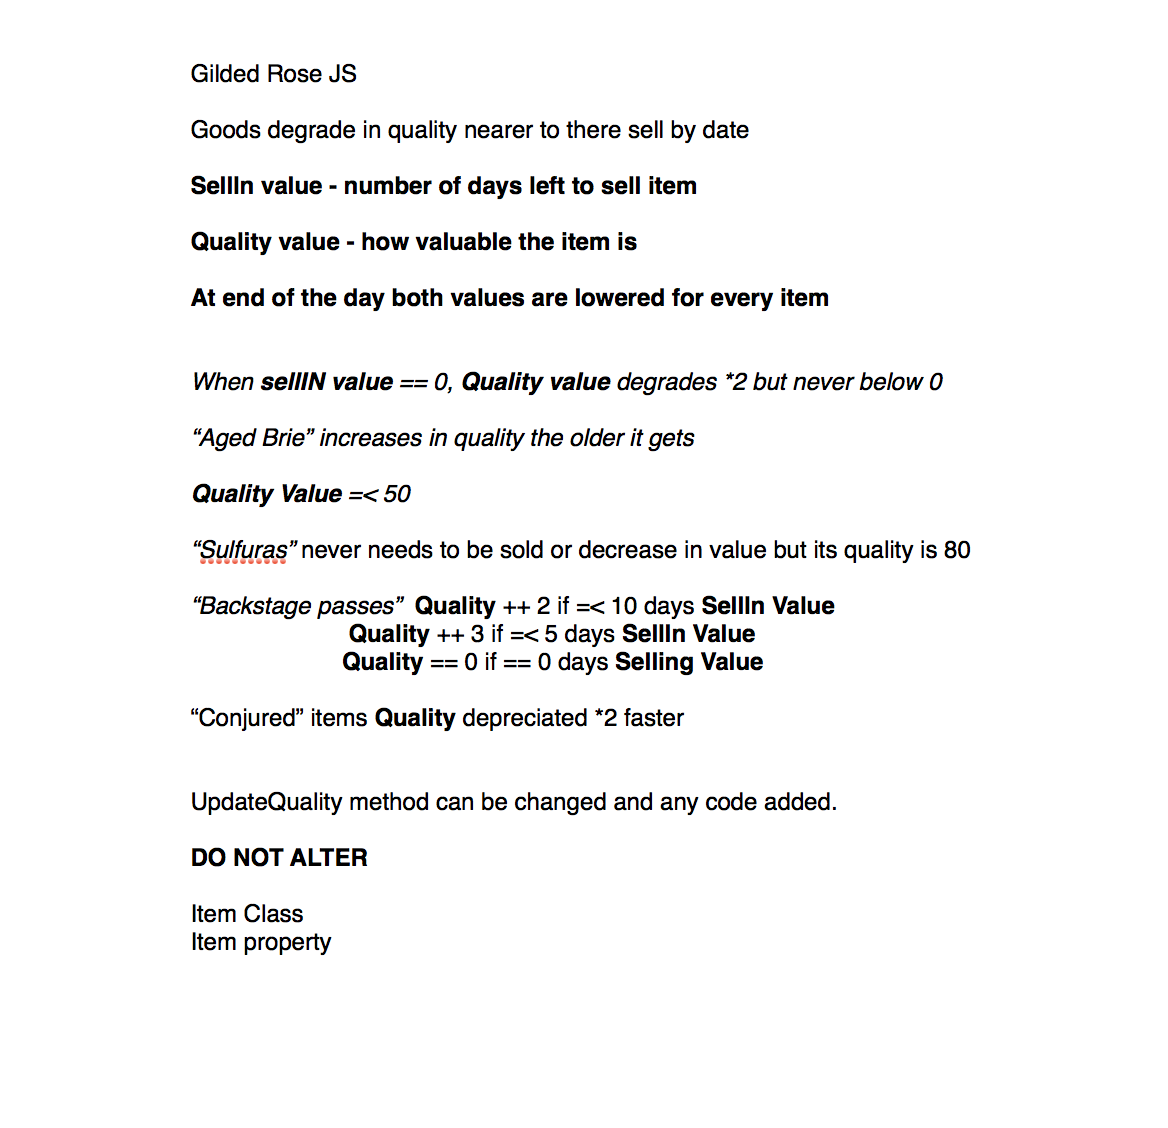 Gilded Rose JS
Goods degrade in quality nearer to there sell by date
SellIn value - number of days left to sell item
Quality value - how valuable the item is
At end of the day both values are lowered for every item
When sellIN value == 0, Quality value degrades *2 but never below 0
“Aged Brie” increases in quality the older it gets
Quality Value =< 50
“Sulfuras” never needs to be sold or decrease in value but its quality is 80
“Backstage passes” Quality ++ 2 if =< 10 days SellIn Value
Quality ++ 3 if =< 5 days SellIn Value
Quality == 0 if == 0 days Selling Value
“Conjured” items Quality depreciated *2 faster
UpdateQuality method can be changed and any code added.
DO NOT ALTER
Item Class
Item property